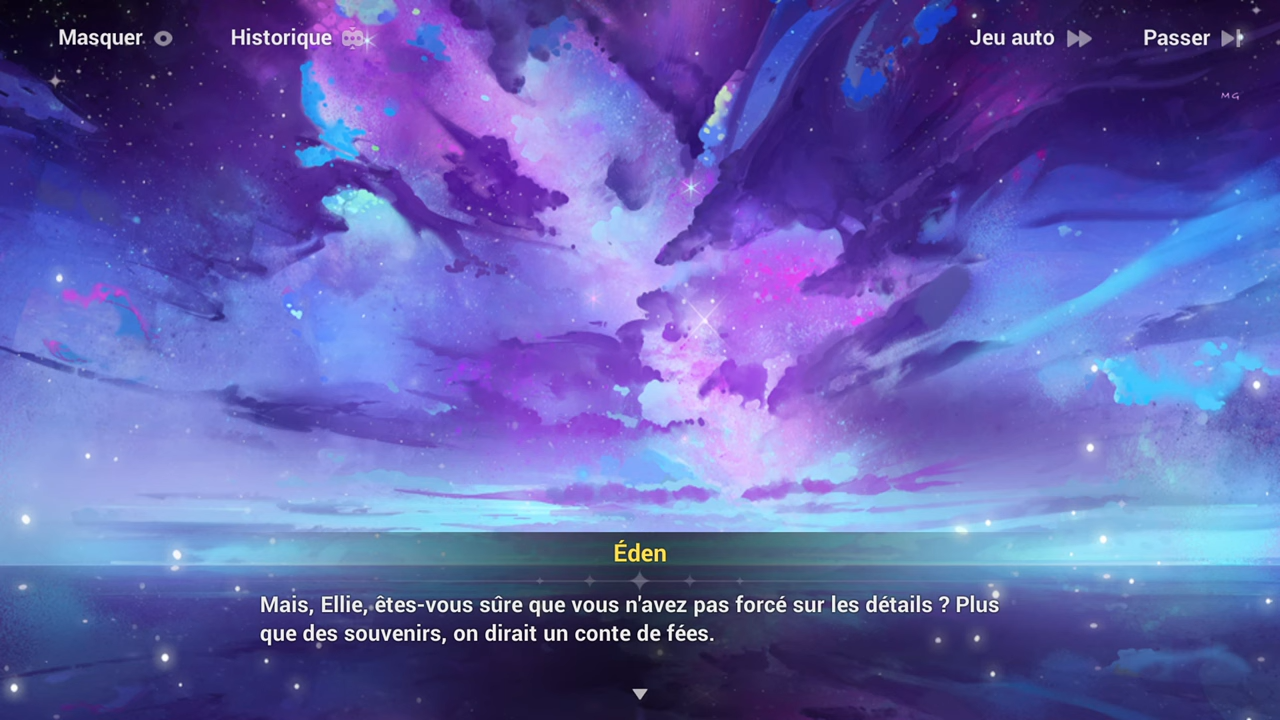 Masquer
Historique
Jeu auto
Passer
MG
Éden
Mais, Ellie, êtes-vous sûre que vous n'avez pas forcé sur les détails ? Plus
que des souvenirs, on dirait un conte de fées.